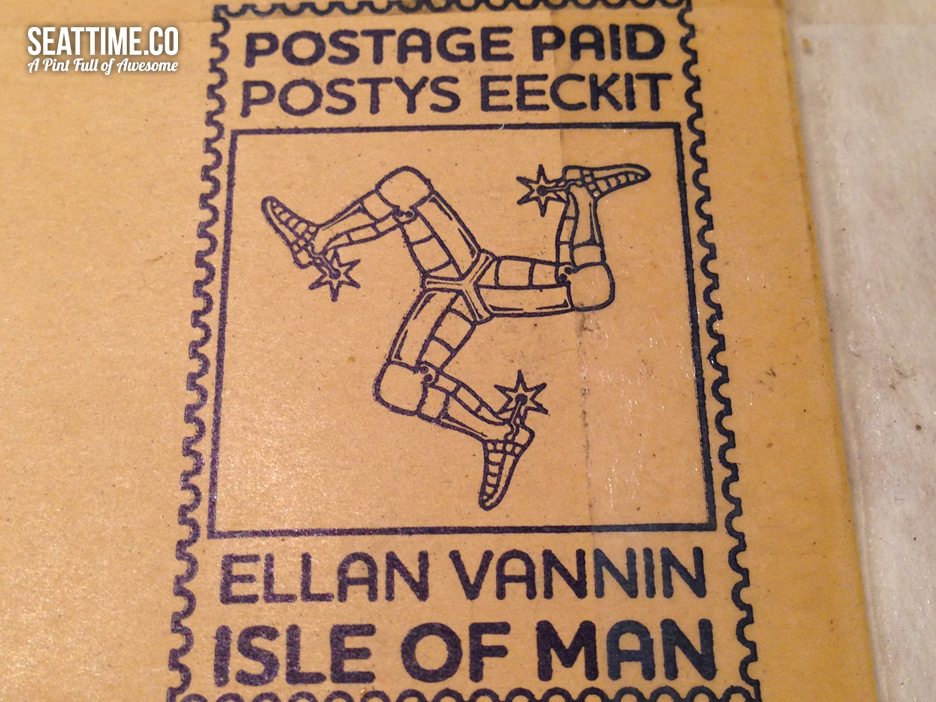 SEATTIME.CO
A Pint Full of Awesome
POSTAGE PAID
POSTYS EECKIT
ELLAN VANNIN
ISLE OF MAN